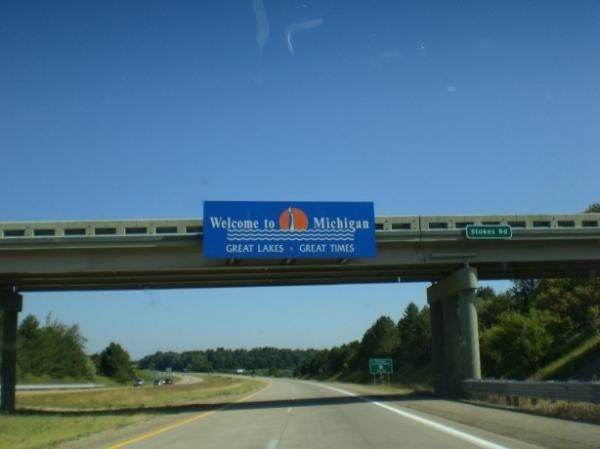 Welcome to Michigan
GREAT LAKES • GREAT TIMES
Stokes Rd